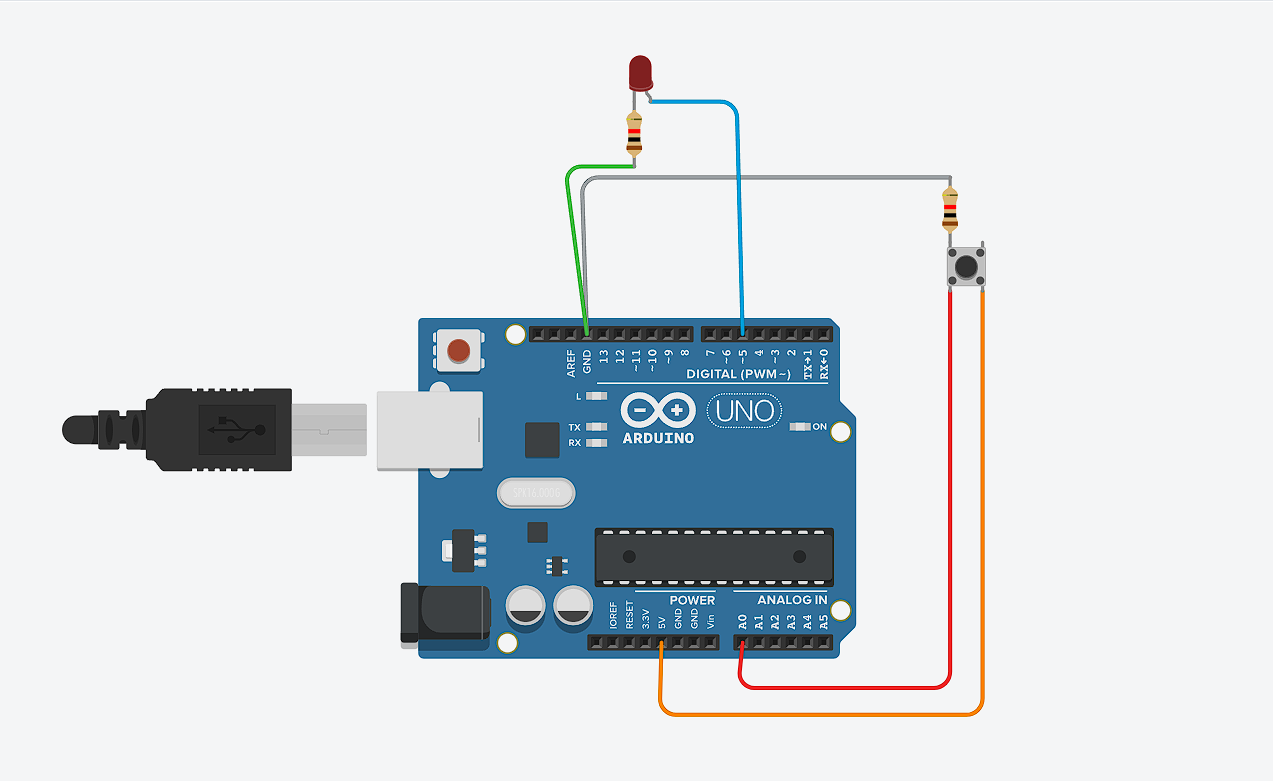 AREF
GND
13
12
~11
~10
~9
8
7
~6
~5
4
~3
2
TX→1
RX←0
DIGITAL (PWM~)
L
TX
RX
ARDUINO
UNO
ON
POWER
ANALOG IN
IOREF
RESET
3.3V
5V
GND
GND
Vin
A0
A1
A2
A3
A4
A5